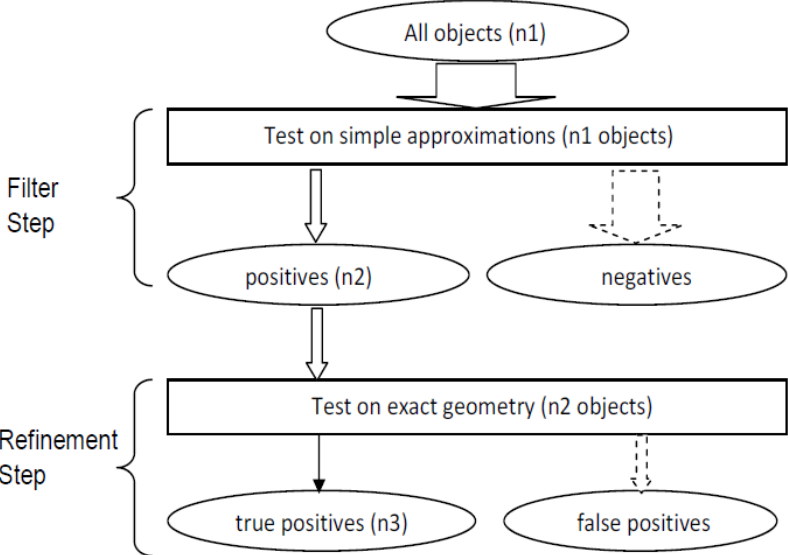 All objects (n1)
Test on simple approximations (n1 objects)
Filter
Step
positives (n2)
negatives
Test on exact geometry (n2 objects)
Refinement
Step
true positives (n3)
false positives